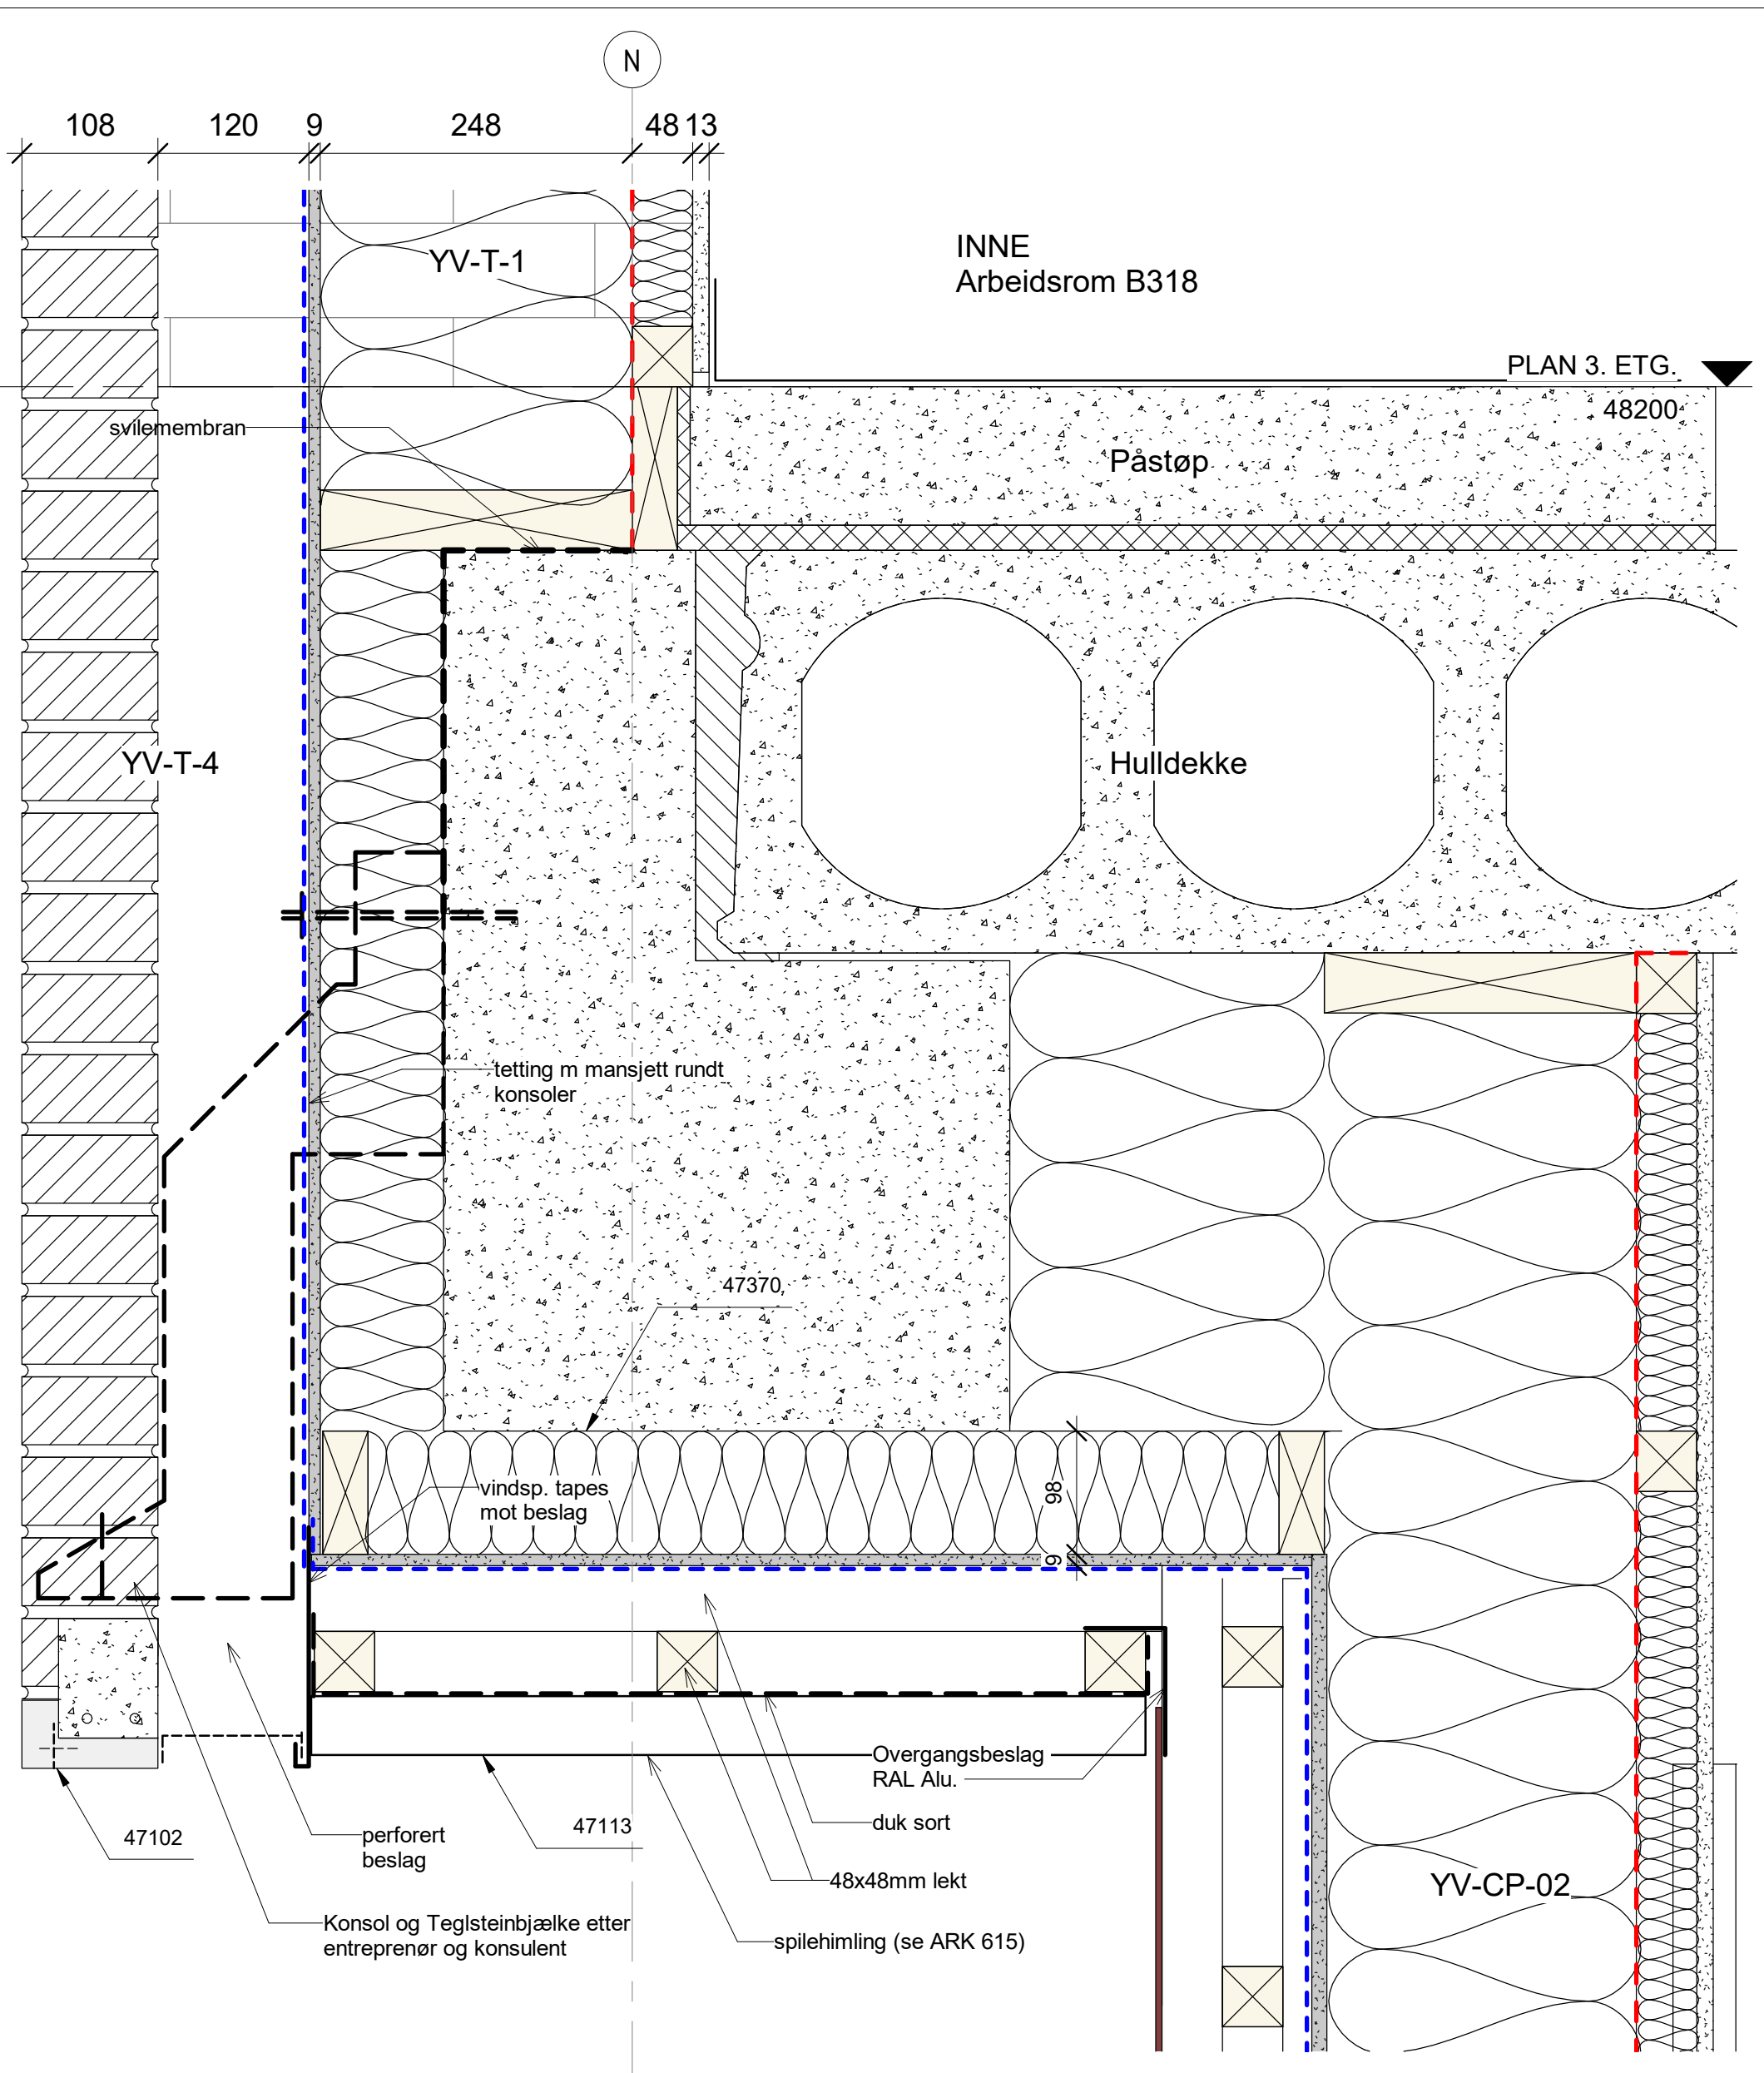 N
108 120 9 248 48 13
YV-T-1
INNE
Arbeidsrom B318
PLAN 3. ETG.
48200
svilemembran
Påstøp
YV-T-4
Hulldekke
tetting m mansjett rundt
konsoler
47370
vindsp. tapes
mot beslag
98
9
Overgangsbeslag
RAL Alu.
47102
47113
duk sort
perforert
beslag
48x48mm lekt
YV-CP-02
Konsol og Teglsteinbjælke etter
entreprenør og konsulent
spilehimling (se ARK 615)